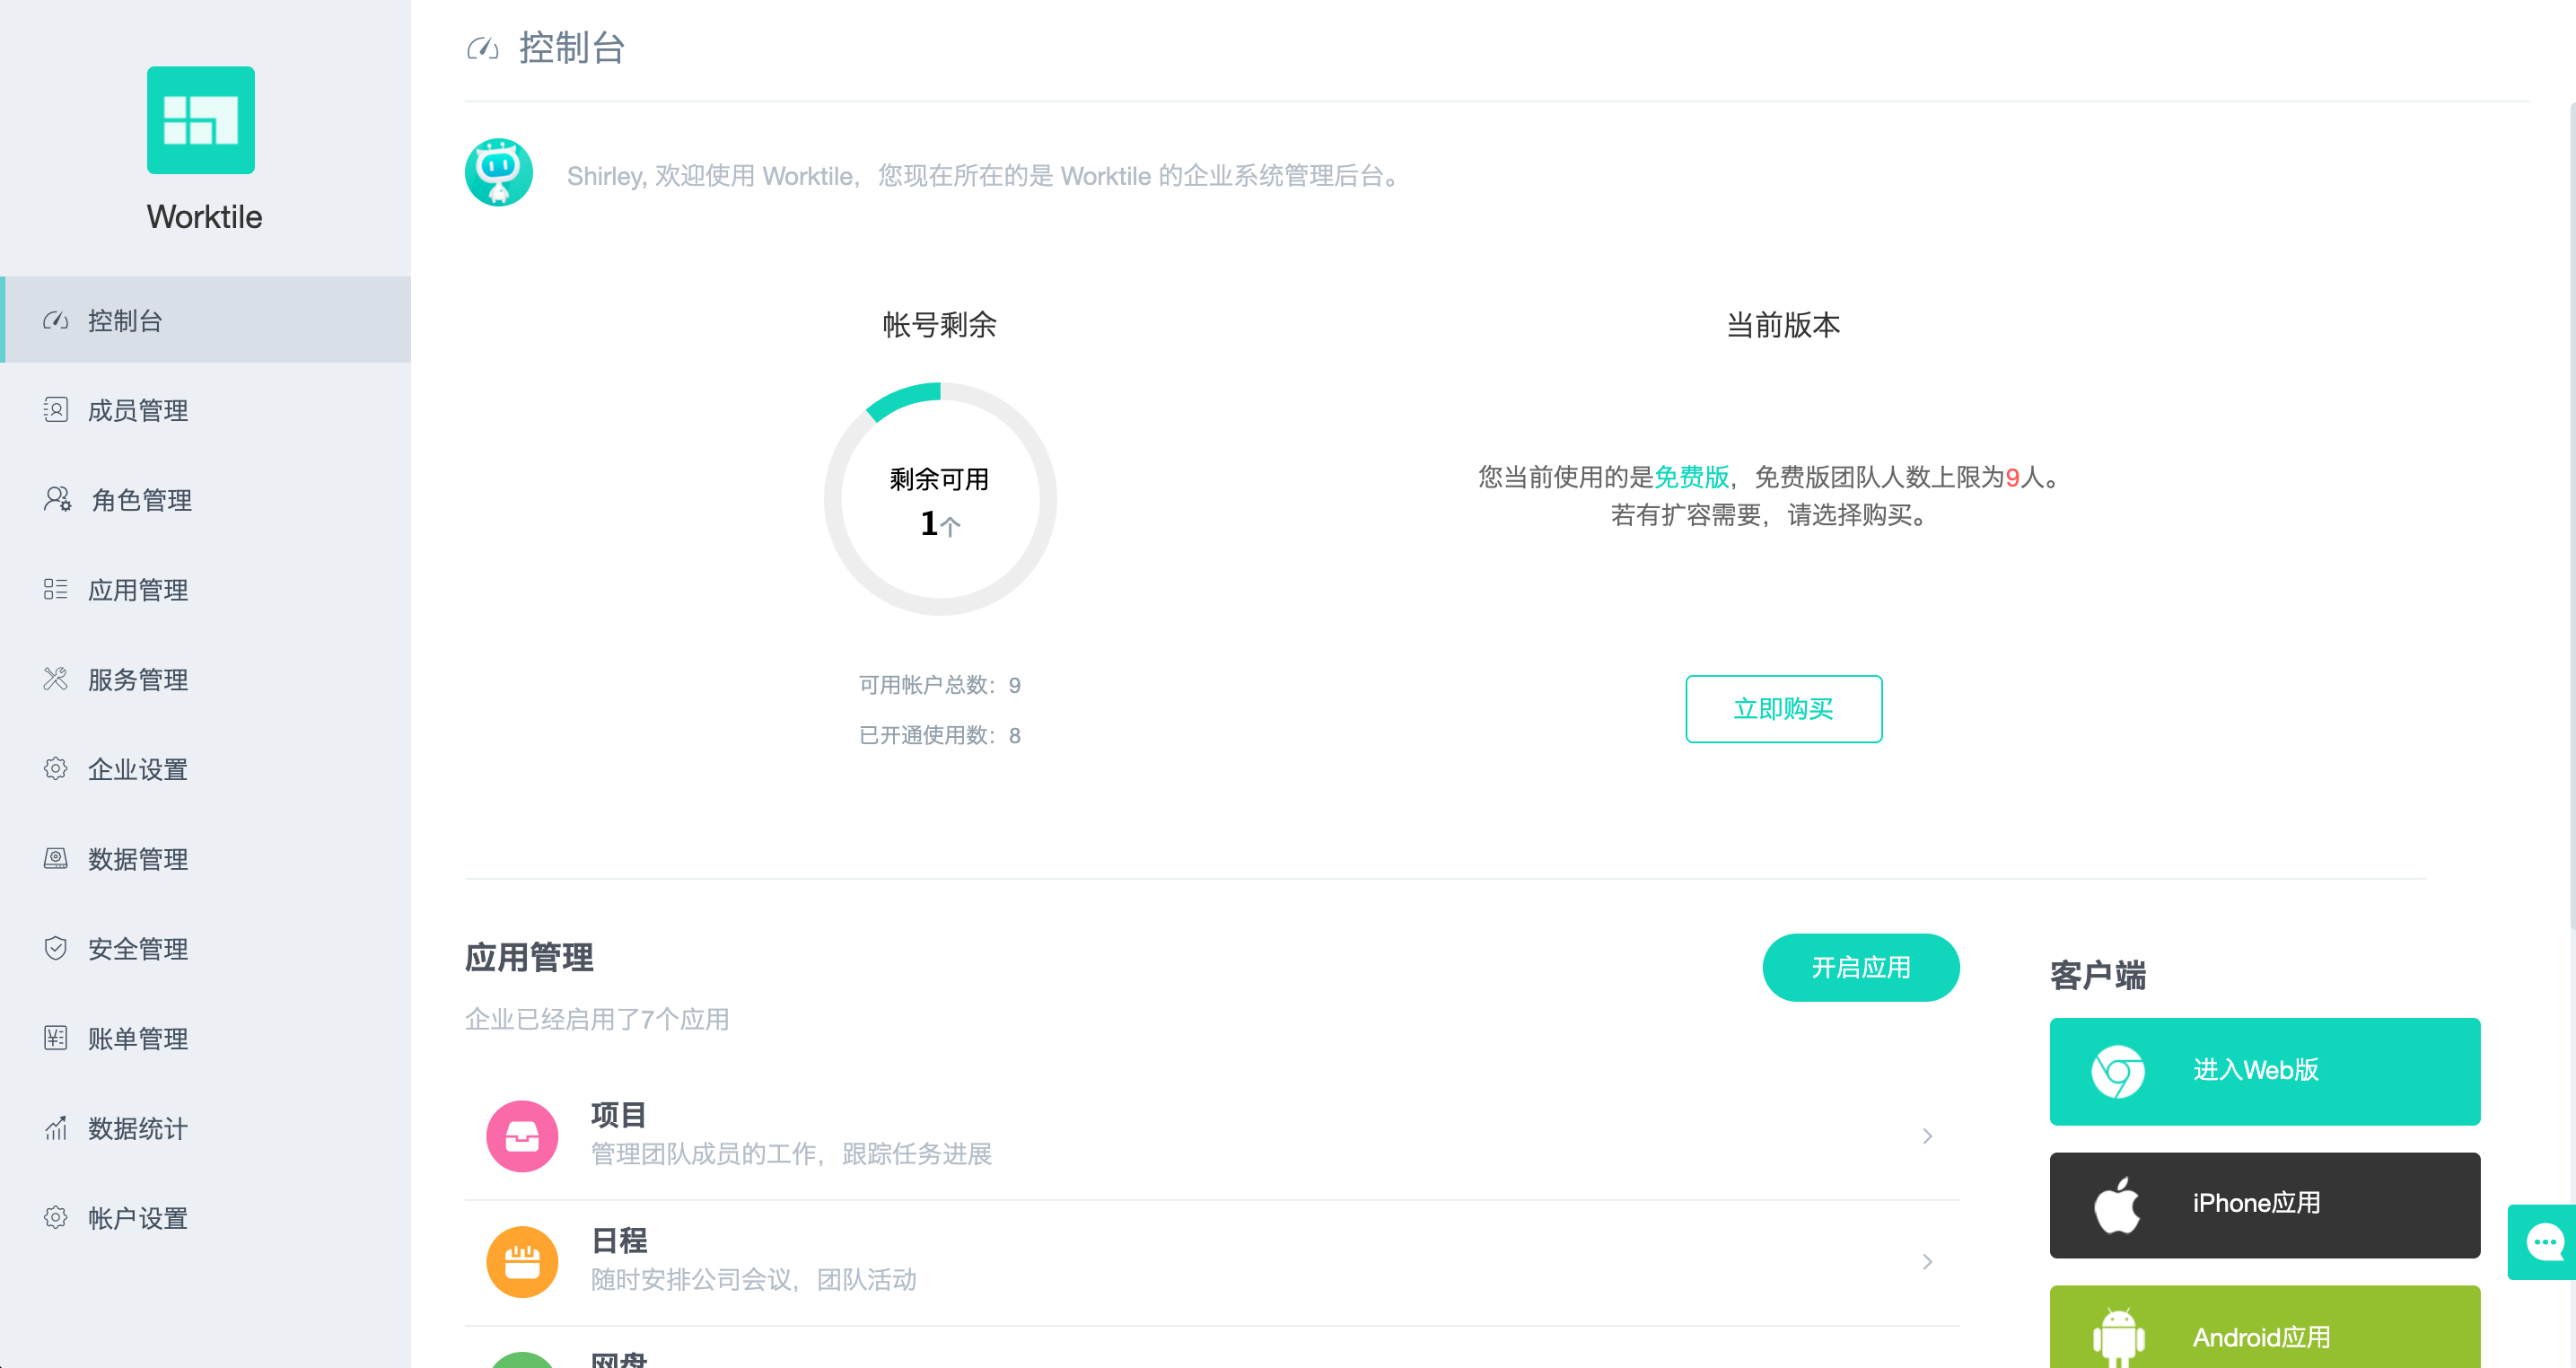 Worktile
控制台
成员管理
角色管理
应用管理
服务管理
企业设置
数据管理
安全管理
账单管理
数据统计
帐户设置
控制台
Shirley, 欢迎使用 Worktile，您现在所在的是 Worktile 的企业系统管理后台。
帐号剩余
剩余可用
1个
可用帐户总数：9
已开通使用数：8
当前版本
您当前使用的是免费版，免费版团队人数上限为9人。
若有扩容需要，请选择购买。
立即购买
应用管理
开启应用
企业已经启用了7个应用
项目
管理团队成员的工作，跟踪任务进展
日程
随时安排公司会议，团队活动
网盘
客户端
进入Web版
iPhone应用
Android应用